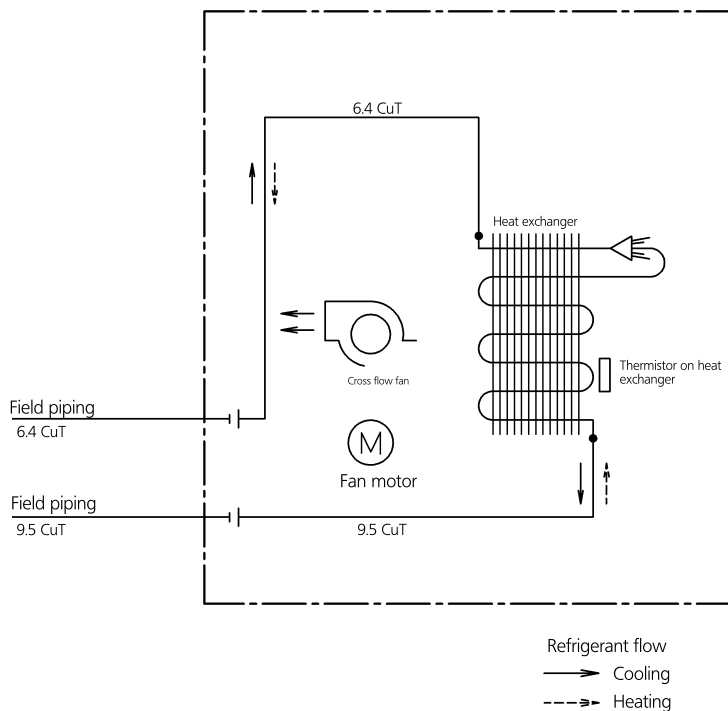 6.4 CuT
Heat exchanger
Thermistor on heat
exchanger
Cross flow fan
Field piping
6.4 CuT
M
Fan motor
Field piping
9.5 CuT
9.5 CuT
Refrigerant flow
Cooling
Heating